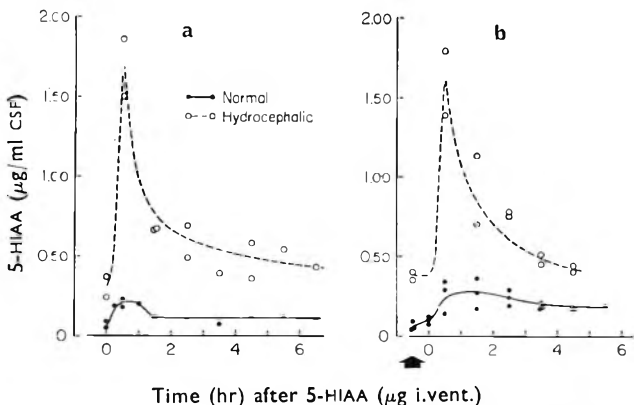 a
b
2.00
1.50
1.00
0.50
0
5-HIAA (µg/ml CSF)
Normal
Hydrocephalic
0 2 4 6
2.00
1.50
1.00
0.50
0
0 2 4 6
Time (hr) after 5-HIAA (µg i.vent.)